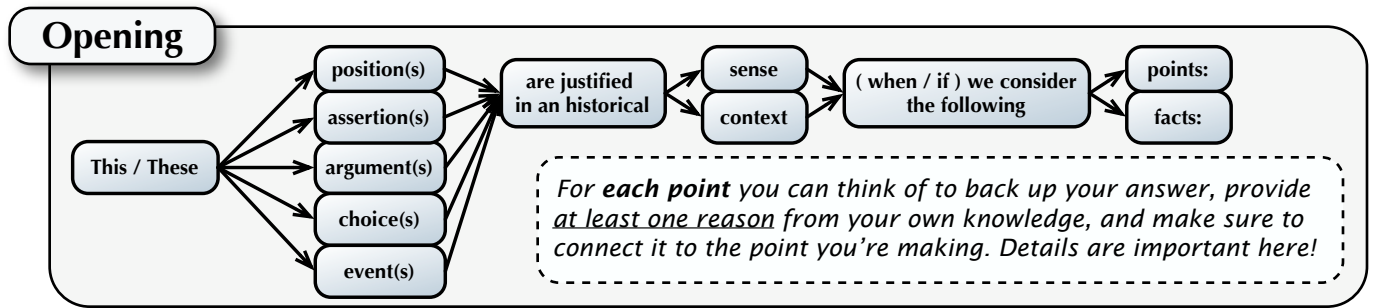 Opening
This / These
position(s)
assertion(s)
argument(s)
choice(s)
event(s)
are justified
in an historical
sense
context
( when / if ) we consider
the following
points:
facts:
For each point you can think of to back up your answer, provide
at least one reason from your own knowledge, and make sure to
connect it to the point you're making. Details are important here!